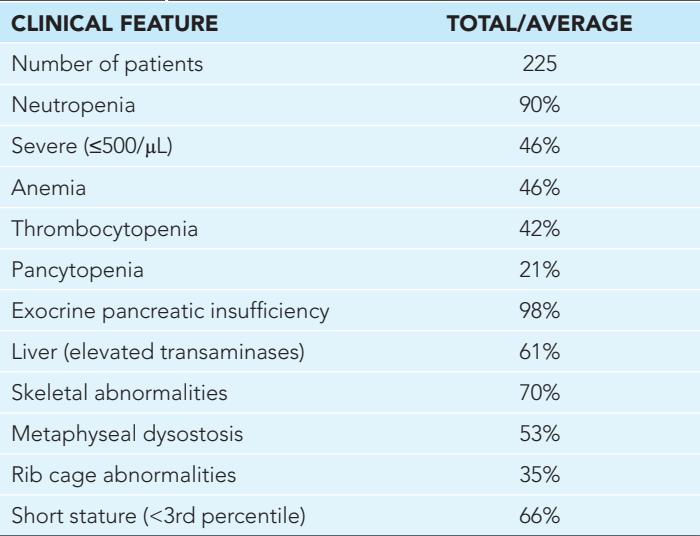 CLINICAL FEATURE TOTAL/AVERAGE
Number of patients 225
Neutropenia 90%
Severe (≤500/μL) 46%
Anemia 46%
Thrombocytopenia 42%
Pancytopenia 21%
Exocrine pancreatic insufficiency 98%
Liver (elevated transaminases) 61%
Skeletal abnormalities 70%
Metaphyseal dysostosis 53%
Rib cage abnormalities 35%
Short stature (<3rd percentile) 66%